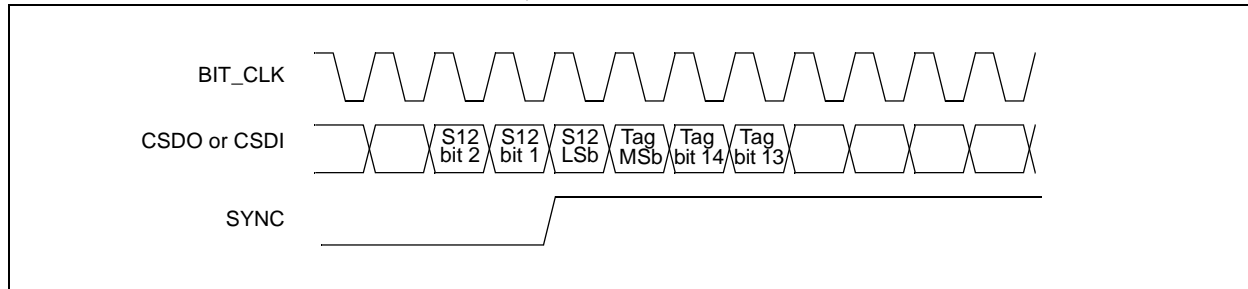 BIT_CLK
CSDO or CSDI
S12 bit 2
S12 bit 1
S12 LSb
Tag MSb
Tag bit 14
Tag bit 13
SYNC